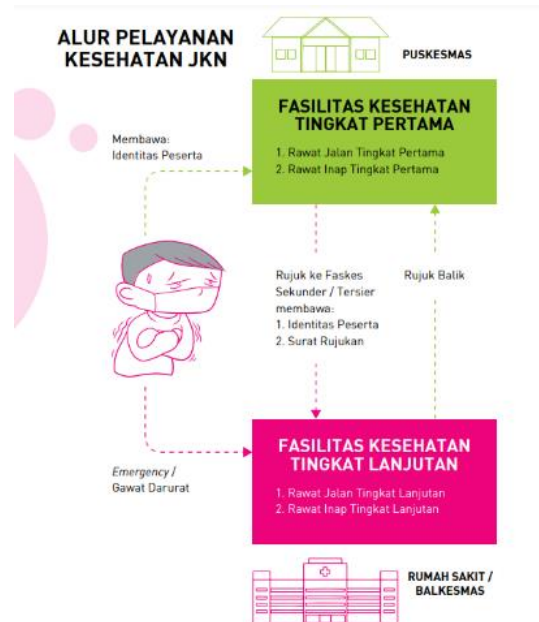 ALUR PELAYANAN
KESEHATAN JKN
PUSKESMAS
FASILITAS KESEHATAN
TINGKAT PERTAMA
1. Rawat Jalan Tingkat Pertama
2. Rawat Inap Tingkat Pertama
Membawa:
Identitas Peserta
Rujuk ke Faskes
Sekunder / Tersier
membawa:
1. Identitas Peserta
2. Surat Rujukan
Rujuk Balik
Emergency /
Gawat Darurat
FASILITAS KESEHATAN
TINGKAT LANJUTAN
1. Rawat Jalan Tingkat Lanjutan
2. Rawat Inap Tingkat Lanjutan
RUMAH SAKIT /
BALKESMAS